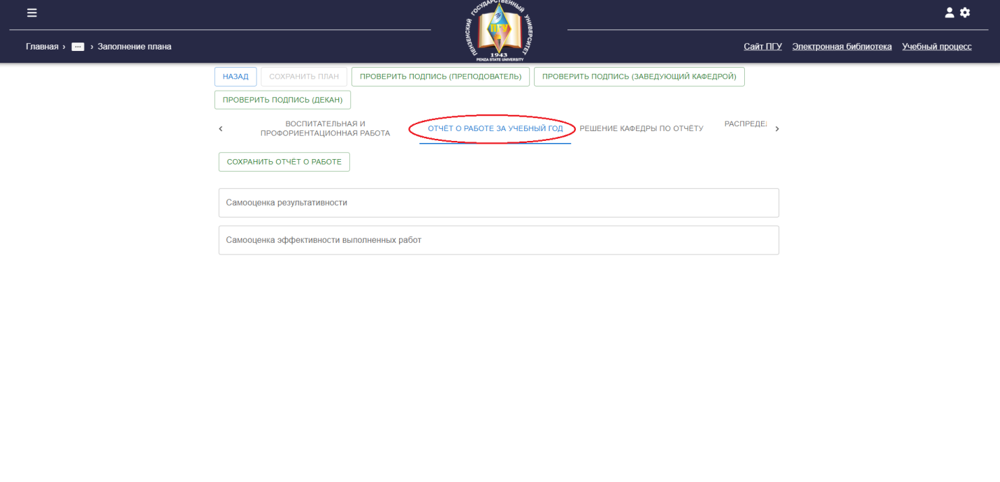 ПЕНЗЕНСКИЙ ГОСУДАРСТВЕННЫЙ УНИВЕРСИТЕТ
ПГУ
1943
PENZA STATE UNIVERSITY
Главная › ··· › Заполнение плана
Сайт ПГУ Электронная библиотека Учебный процесс
НАЗАД СОХРАНИТЬ ПЛАН ПРОВЕРИТЬ ПОДПИСЬ (ПРЕПОДОВАТЕЛЬ) ПРОВЕРИТЬ ПОДПИСЬ (ЗАВЕДУЮЩИЙ КАФЕДРОЙ)
ПРОВЕРИТЬ ПОДПИСЬ (ДЕКАН)
ВОСПИТАТЕЛЬНАЯ И
ПРОФОРИЕНТАЦИОННАЯ РАБОТА
ОТЧЁТ О РАБОТЕ ЗА УЧЕБНЫЙ ГОД
РЕШЕНИЕ КАФЕДРЫ ПО ОТЧЁТУ
РАСПРЕДЕЛ
СОХРАНИТЬ ОТЧЁТ О РАБОТЕ
Самооценка результативности
Самооценка эффективности выполненных работ